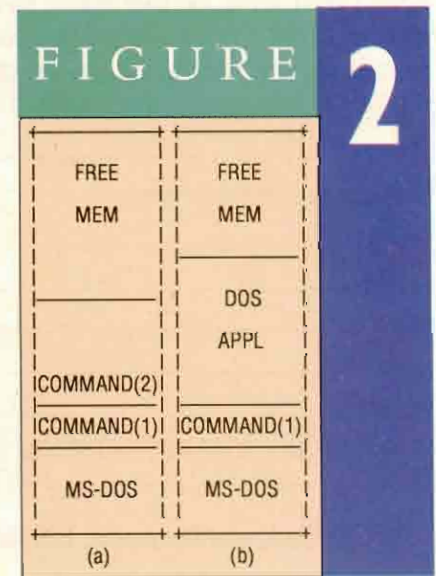 FIGURE 2
FREE FREE
MEM MEM
DOS
APPL
COMMAND(2)
COMMAND(1) COMMAND(1)
MS-DOS MS-DOS
(a) (b)